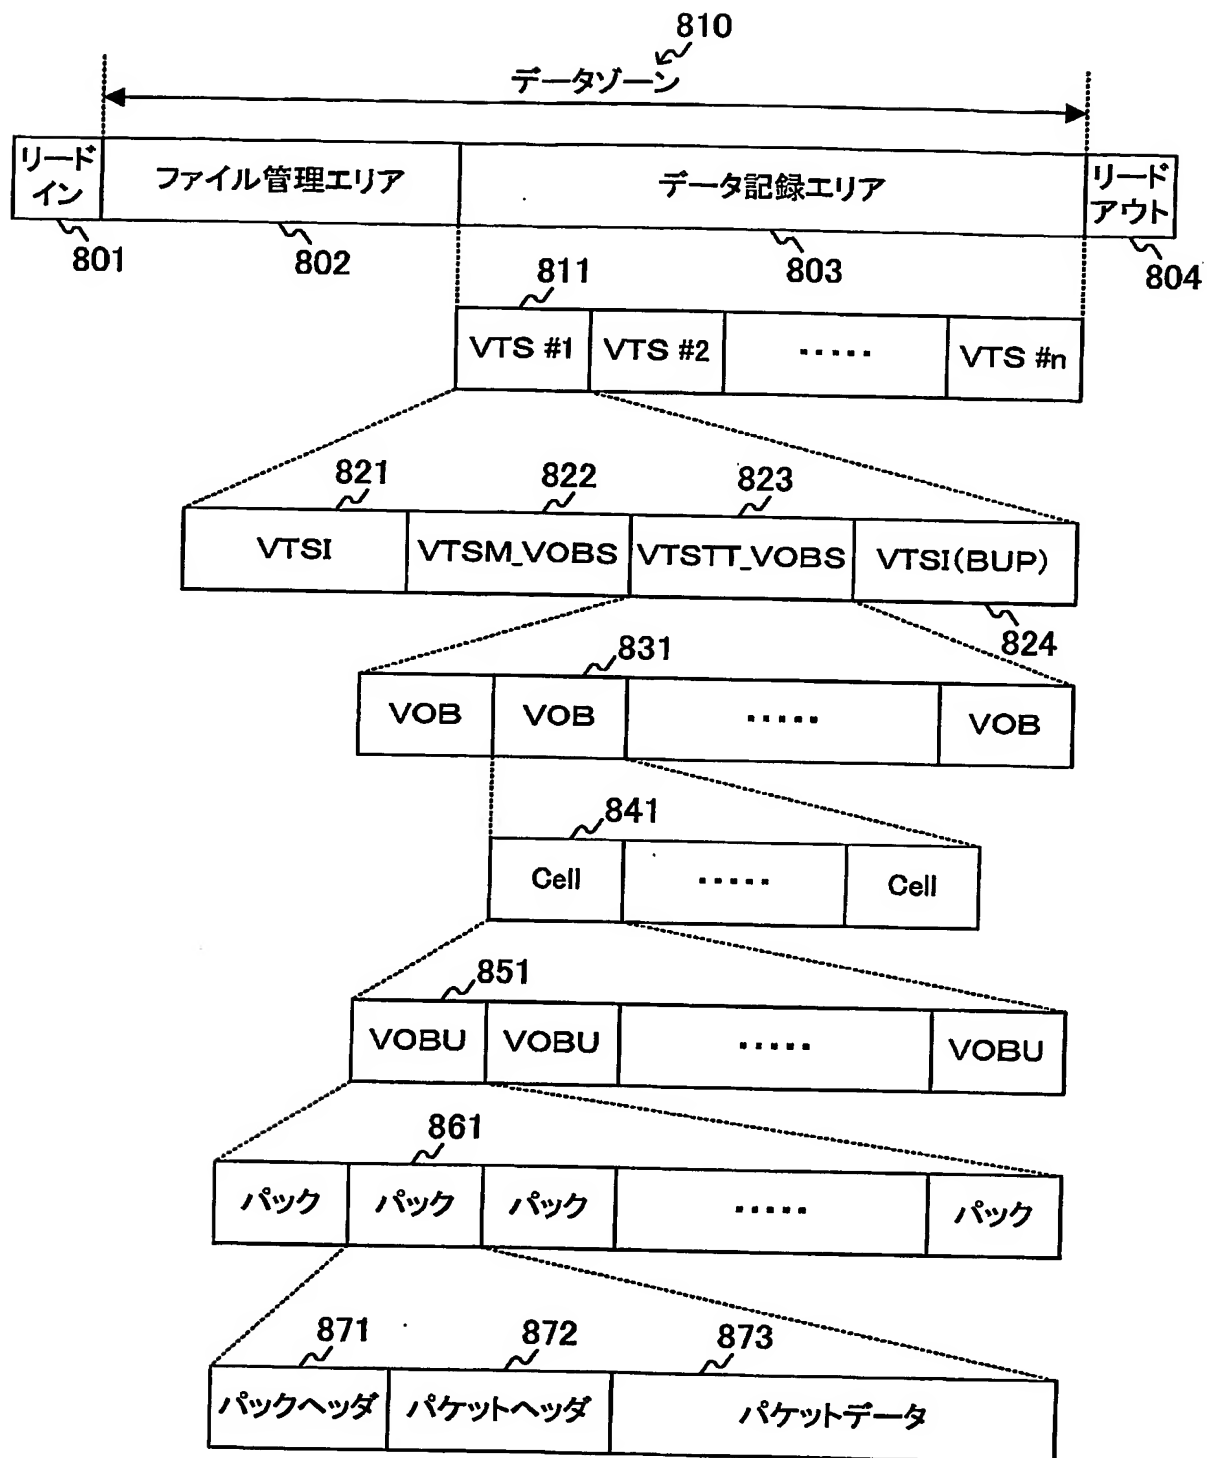 810
データゾーン
リード
イン
ファイル管理エリア
データ記録エリア
リード
アウト
801
802
803
804
811
VTS #1
VTS #2
·····
VTS #n
821
822
823
VTSI
VTSM_VOBS
VTSTT_VOBS
VTSI(BUP)
824
831
VOB
VOB
·····
VOB
841
Cell
·····
Cell
851
VOBU
VOBU
·····
VOBU
861
パック
パック
パック
·····
パック
871
872
873
パックヘッダ
パケットヘッダ
パケットデータ